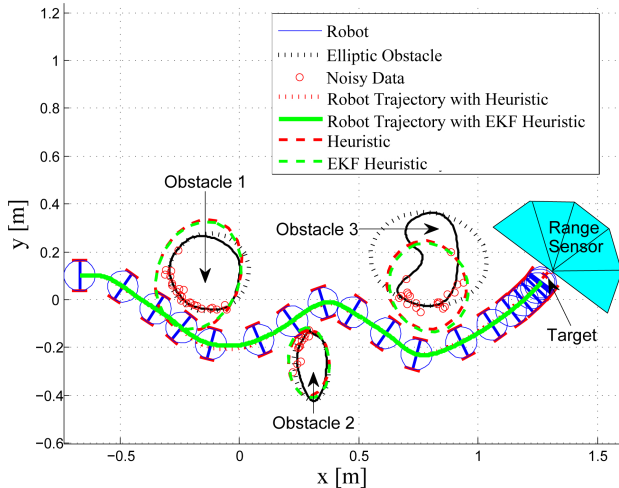 1.2
1
0.8
0.6
0.4
0.2
0
−0.2
−0.4
−0.6
y [m]
Robot
Elliptic Obstacle
Noisy Data
Robot Trajectory with Heuristic
Robot Trajectory with EKF Heuristic
Heuristic
EKF Heuristic
Obstacle 1
Obstacle 3
Range
Sensor
Target
Obstacle 2
−0.5
0
0.5
1
1.5
x [m]